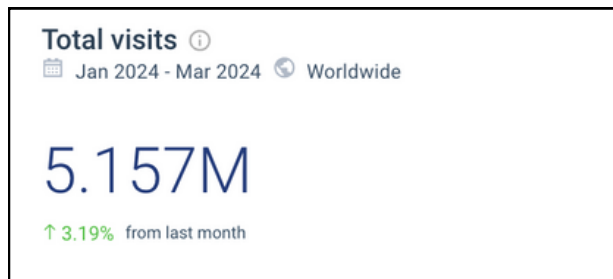 Total visits
Jan 2024 - Mar 2024 Worldwide
5.157M
↑ 3.19% from last month